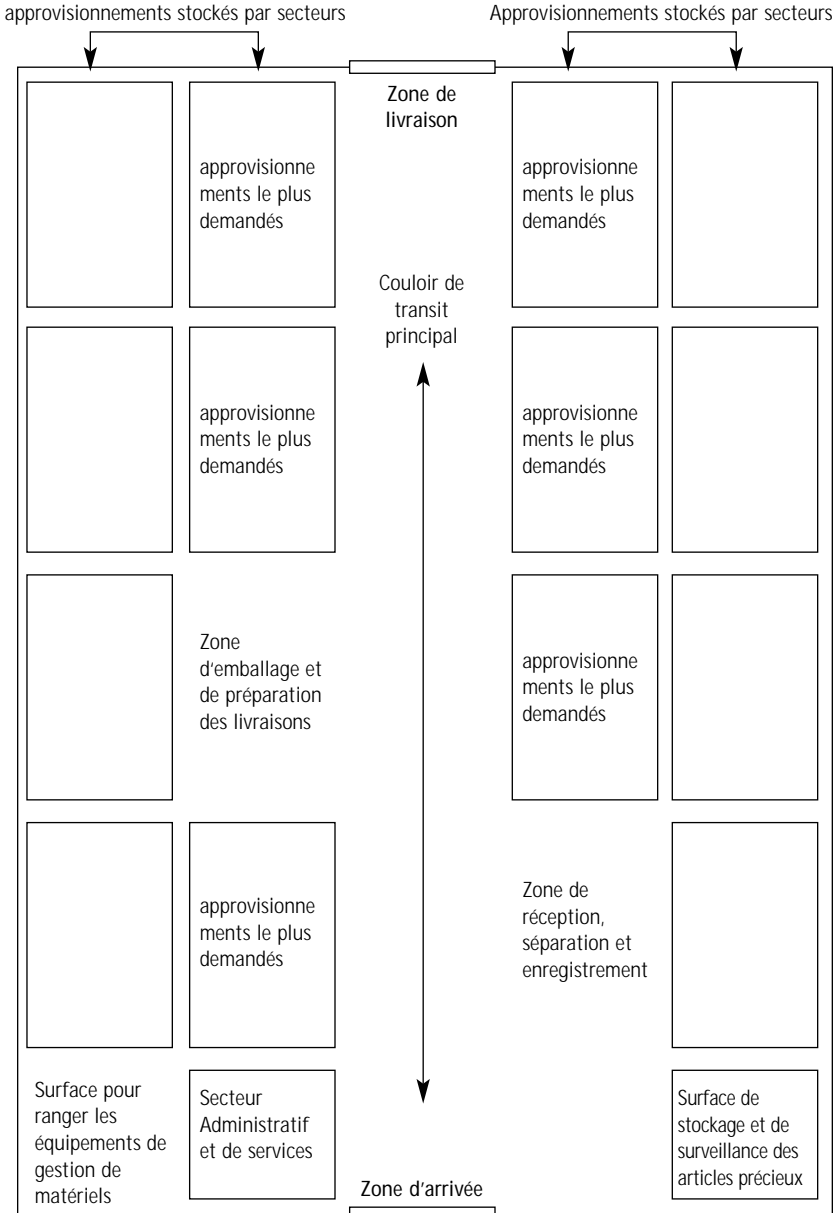 approvisionnements stockés par secteurs
Approvisionnements stockés par secteurs
Zone de
livraison
approvisionne
ments le plus
demandés
approvisionne
ments le plus
demandés
Couloir de
transit
principal
approvisionne
ments le plus
demandés
approvisionne
ments le plus
demandés
Zone
d'emballage et
de préparation
des livraisons
approvisionne
ments le plus
demandés
approvisionne
ments le plus
demandés
Zone de
réception,
séparation et
enregistrement
Surface pour
ranger les
équipements de
gestion de
matériels
Secteur
Administratif
et de services
Zone d'arrivée
Surface de
stockage et de
surveillance des
articles précieux